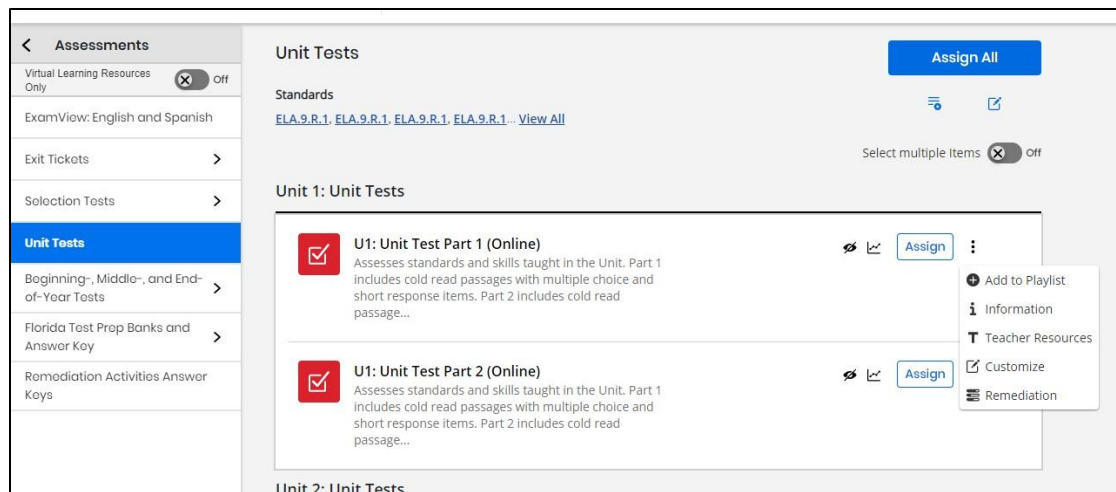 Assessments
Virtual Learning Resources
Only
Off
ExamView: English and Spanish
Exit Tickets
Selection Tests
Unit Tests
Beginning-, Middle-, and End-
of-Year Tests
Florida Test Prep Banks and
Answer Key
Remediation Activities Answer
Keys
Unit Tests
Assign All
Standards
ELA.9.R.1, ELA.9.R.1, ELA.9.R.1, ELA.9.R.1... View All
Select multiple Items
Off
Unit 1: Unit Tests
U1: Unit Test Part 1 (Online)
Assesses standards and skills taught in the Unit. Part 1
includes cold read passages with multiple choice and
short response items. Part 2 includes cold read
passage...
Assign
Add to Playlist
Information
Teacher Resources
Customize
Remediation
U1: Unit Test Part 2 (Online)
Assesses standards and skills taught in the Unit. Part 1
includes cold read passages with multiple choice and
short response items. Part 2 includes cold read
passage...
Assign
Unit 2: Unit Tests